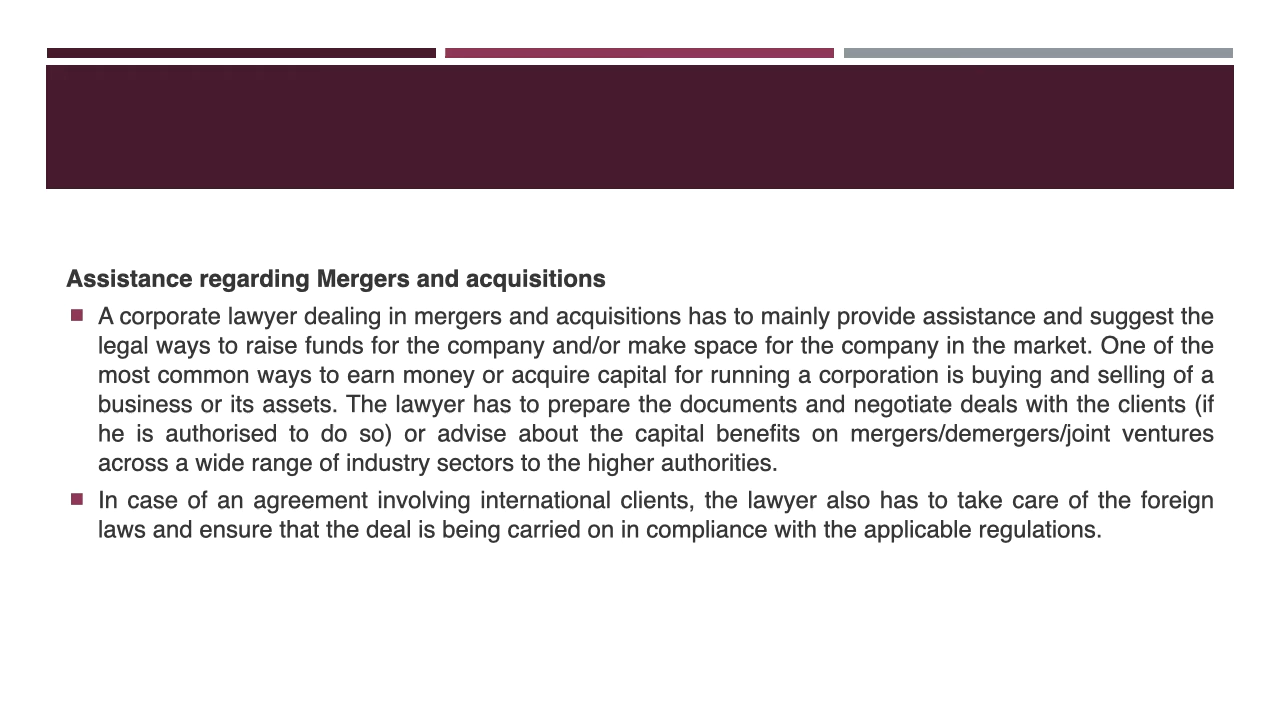 Assistance regarding Mergers and acquisitions
A corporate lawyer dealing in mergers and acquisitions has to mainly provide assistance and suggest the
legal ways to raise funds for the company and/or make space for the company in the market. One of the
most common ways to earn money or acquire capital for running a corporation is buying and selling of a
business or its assets. The lawyer has to prepare the documents and negotiate deals with the clients (if
he is authorised to do so) or advise about the capital benefits on mergers/demergers/joint ventures
across a wide range of industry sectors to the higher authorities.
In case of an agreement involving international clients, the lawyer also has to take care of the foreign
laws and ensure that the deal is being carried on in compliance with the applicable regulations.